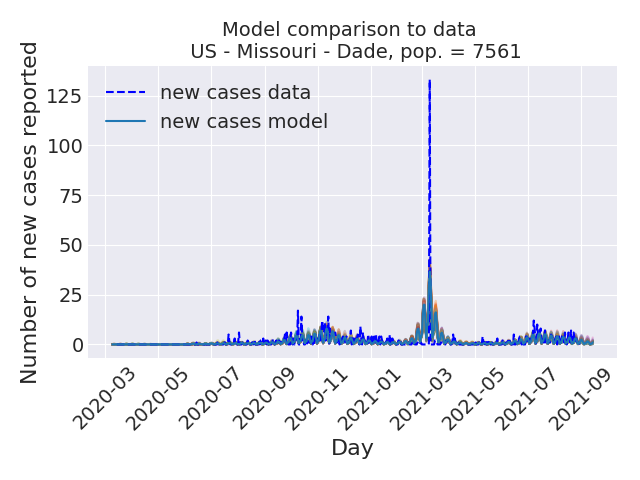 Model comparison to data
US - Missouri - Dade, pop. = 7561
Number of new cases reported
125
100
75
50
25
0
new cases data
new cases model
2020-03
2020-05
2020-07
2020-09
2020-11
2021-01
2021-03
2021-05
2021-07
2021-09
Day